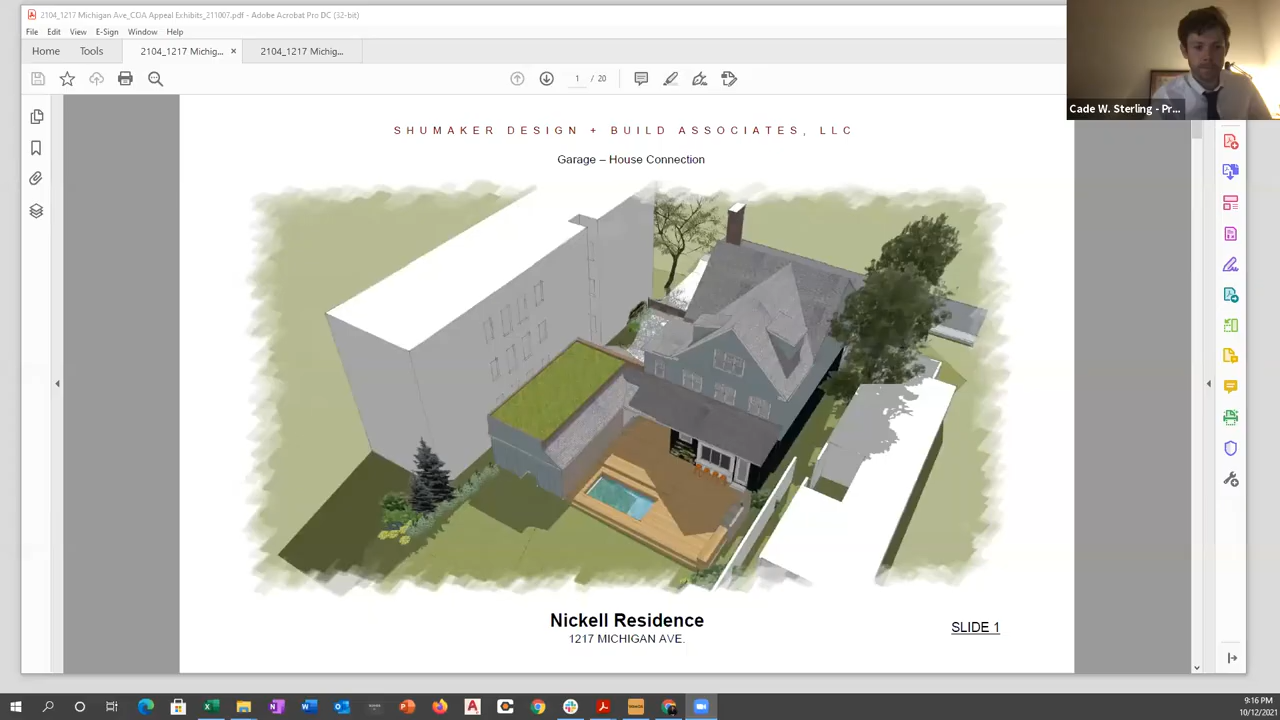 2104_1217 Michigan Ave_COA Appeal Exhibits_211007.pdf - Adobe Acrobat Pro DC (32-bit)
File Edit View E-Sign Window Help
Home Tools 2104_1217 Michig... × 2104_1217 Michig...
1 / 20
Cade W. Sterling - Pr...
SHUMAKER DESIGN + BUILD ASSOCIATES, LLC
Garage – House Connection
Nickell Residence
1217 MICHIGAN AVE.
SLIDE 1
9:16 PM
10/12/2021